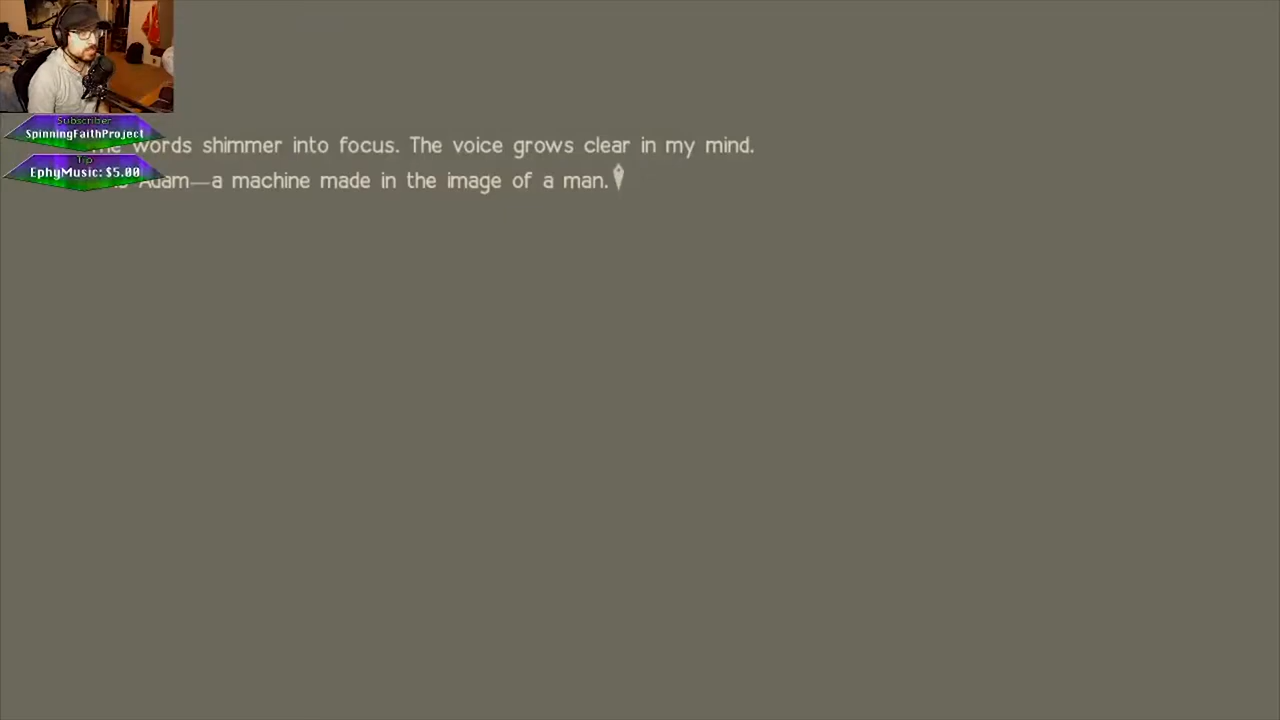 Subscriber
SpinningFaithProject
words shimmer into focus. The voice grows clear in my mind.
Tip
EphyMusic: $5.00
Adam—a machine made in the image of a man.